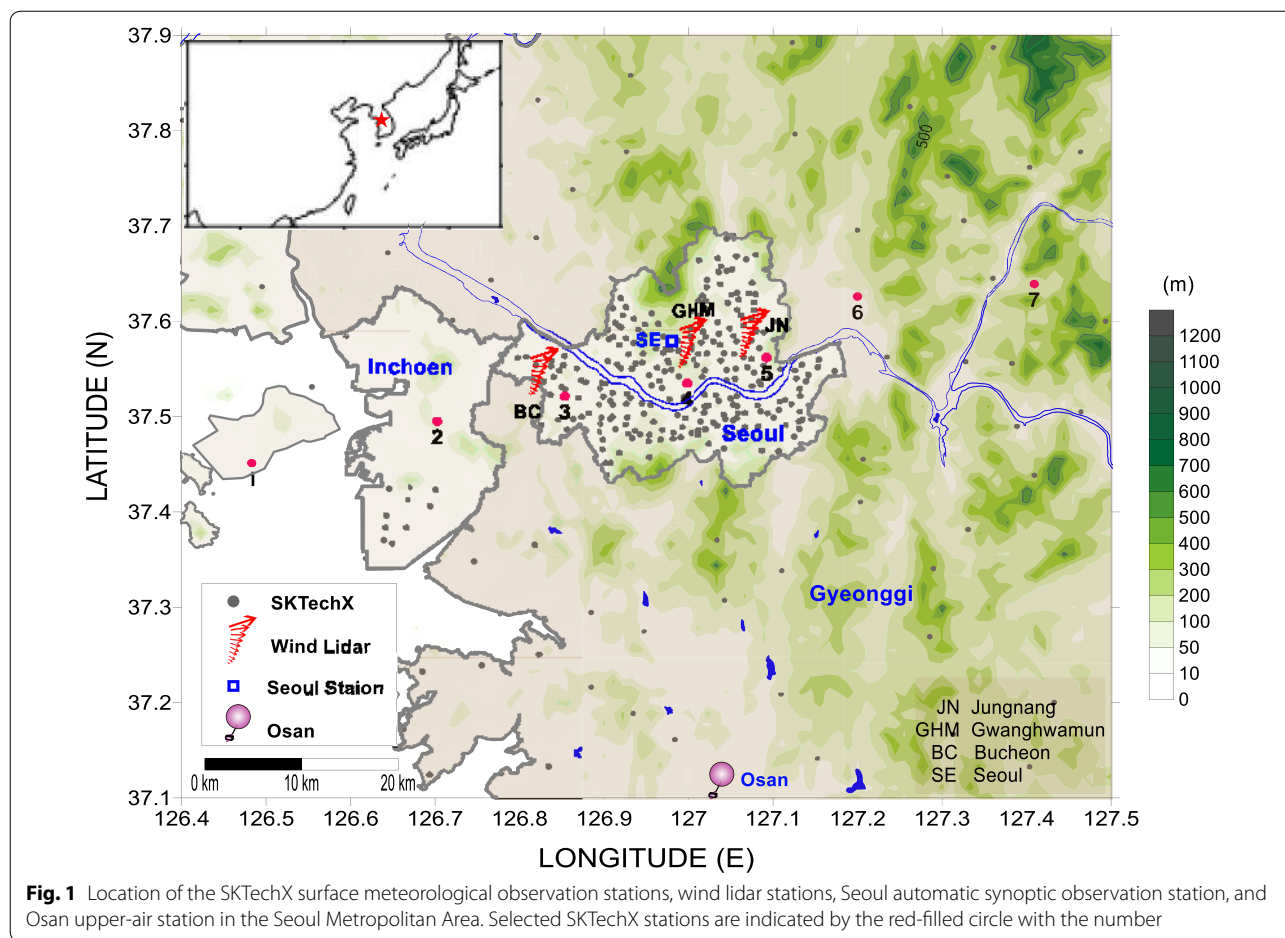 37.9
37.8
37.7
37.6
37.5
37.4
37.3
37.2
37.1
LATITUDE (N)
500
GHM
JN
SE
BC
Inchoen
Seoul
Gyeonggi
Osan
1
2
3
4
5
6
7
SKTechX
Wind Lidar
Seoul Staion
Osan
0 km
10 km
20 km
JN Jungnang
GHM Gwanghwamun
BC Bucheon
SE Seoul
126.4 126.5 126.6 126.7 126.8 126.9 127 127.1 127.2 127.3 127.4 127.5
LONGITUDE (E)
(m)
1200
1100
1000
900
800
700
600
500
400
300
200
100
50
10
0
Fig. 1 Location of the SKTechX surface meteorological observation stations, wind lidar stations, Seoul automatic synoptic observation station, and
Osan upper-air station in the Seoul Metropolitan Area. Selected SKTechX stations are indicated by the red-filled circle with the number